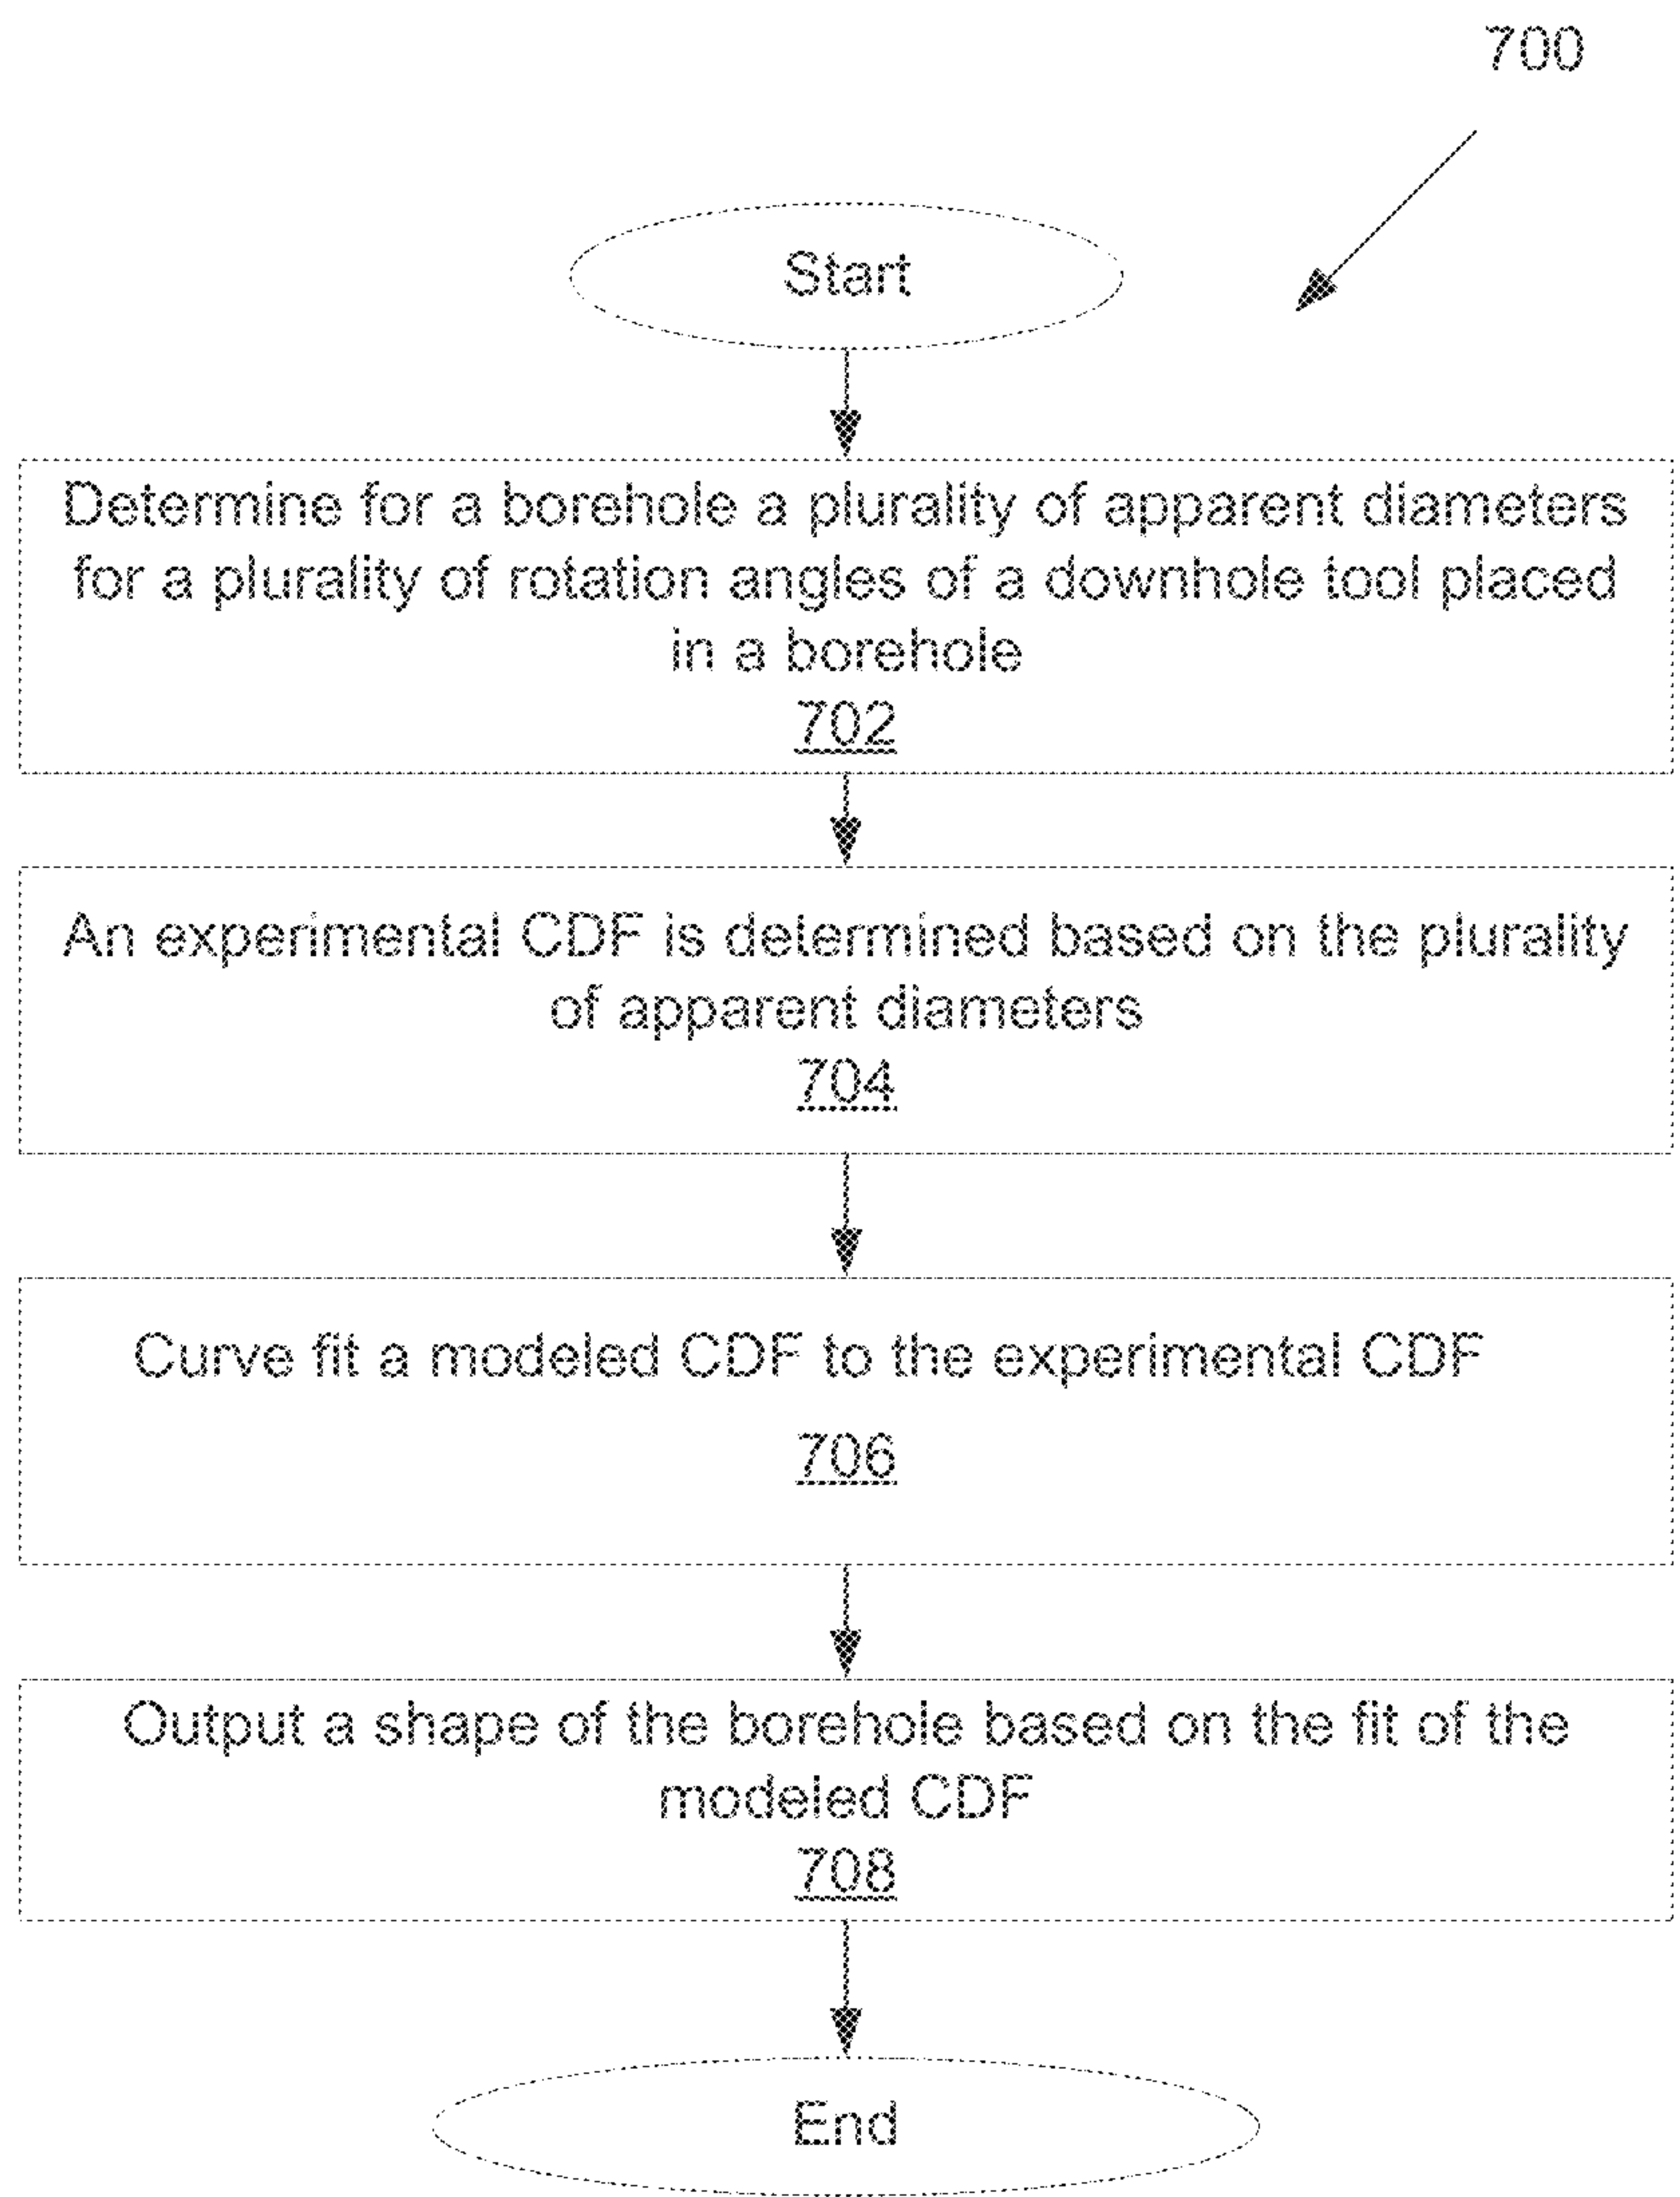 700
Start
Determine for a borehole a plurality of apparent diameters
for a plurality of rotation angles of a downhole tool placed
in a borehole
702
An experimental CDF is determined based on the plurality
of apparent diameters
704
Curve fit a modeled CDF to the experimental CDF
706
Output a shape of the borehole based on the fit of the
modeled CDF
708
End